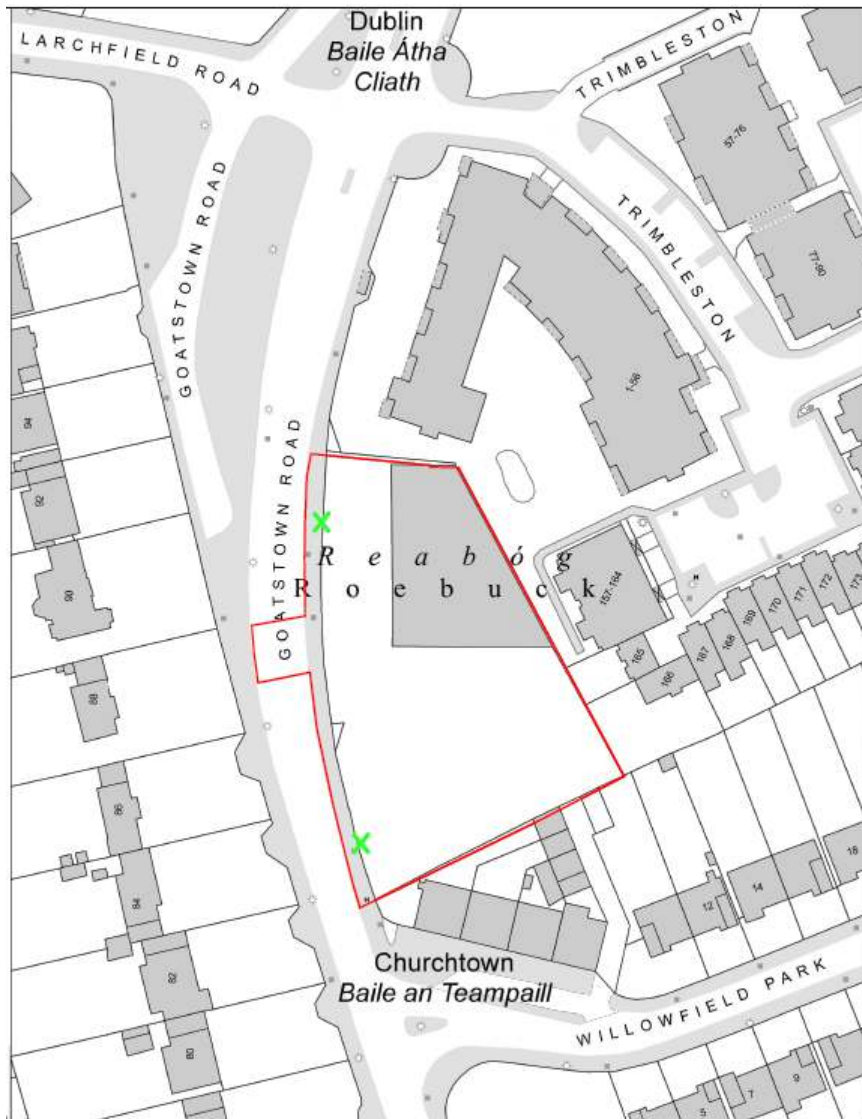 Dublin
Baile Átha
Cliath
LARCHFIELD ROAD
TRIMBLESTON
57-76
GOATSTOWN ROAD
TRIMBLESTON
77-90
1-56
94
GOATSTOWN ROAD
92
Reabóg
Roebuck
90
157-164
173
172
171
170
169
168
167
165
166
88
86
84
12
14
18
82
Churchtown
Baile an Teampaill
WILLOWFIELD PARK
80
5
7
9